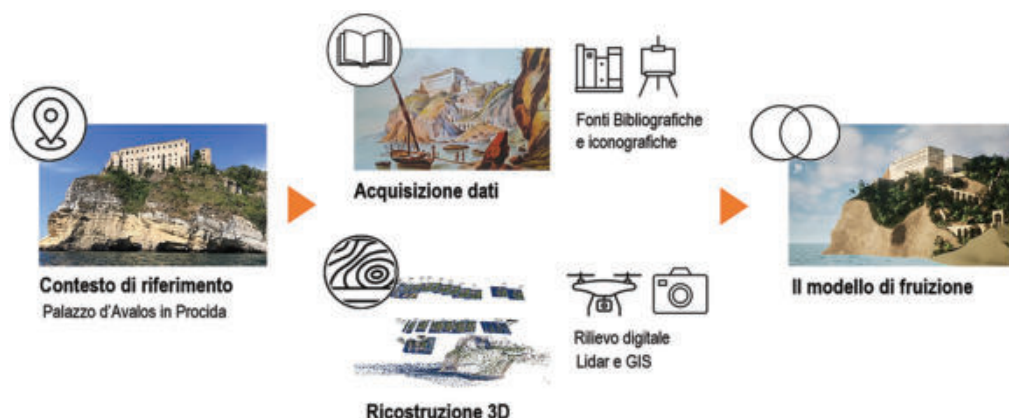 Contesto di riferimento
Palazzo d'Avalos in Procida
Acquisizione dati
Fonti Bibliografiche
e iconografiche
Ricostruzione 3D
Rilievo digitale
Lidar e GIS
Il modello di fruizione